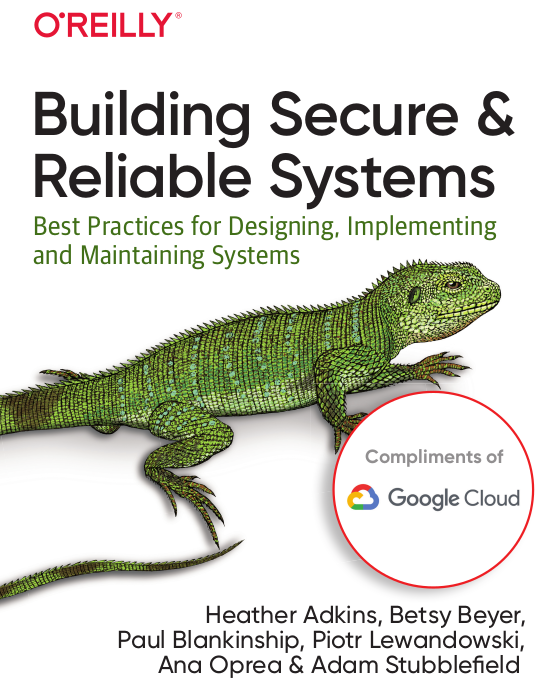 O'REILLY®
Building Secure &
Reliable Systems
Best Practices for Designing, Implementing
and Maintaining Systems
Compliments of
Google Cloud
Heather Adkins, Betsy Beyer,
Paul Blankinship, Piotr Lewandowski,
Ana Oprea & Adam Stubblefield